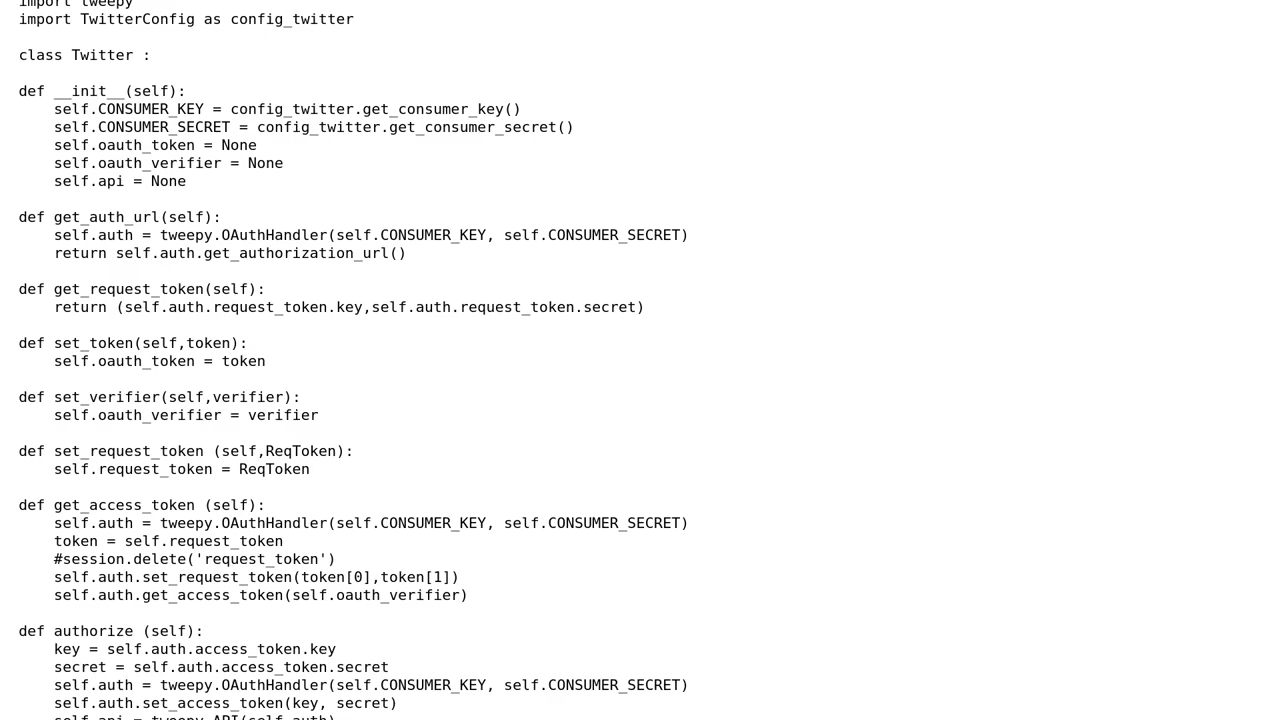 import tweepy
import TwitterConfig as config_twitter

class Twitter :

def __init__(self):
    self.CONSUMER_KEY = config_twitter.get_consumer_key()
    self.CONSUMER_SECRET = config_twitter.get_consumer_secret()
    self.oauth_token = None
    self.oauth_verifier = None
    self.api = None

def get_auth_url(self):
    self.auth = tweepy.OAuthHandler(self.CONSUMER_KEY, self.CONSUMER_SECRET)
    return self.auth.get_authorization_url()

def get_request_token(self):
    return (self.auth.request_token.key,self.auth.request_token.secret)

def set_token(self,token):
    self.oauth_token = token

def set_verifier(self,verifier):
    self.oauth_verifier = verifier

def set_request_token (self,ReqToken):
    self.request_token = ReqToken

def get_access_token (self):
    self.auth = tweepy.OAuthHandler(self.CONSUMER_KEY, self.CONSUMER_SECRET)
    token = self.request_token
    #session.delete('request_token')
    self.auth.set_request_token(token[0],token[1])
    self.auth.get_access_token(self.oauth_verifier)

def authorize (self):
    key = self.auth.access_token.key
    secret = self.auth.access_token.secret
    self.auth = tweepy.OAuthHandler(self.CONSUMER_KEY, self.CONSUMER_SECRET)
    self.auth.set_access_token(key, secret)
    self.api = tweepy.API(self.auth)